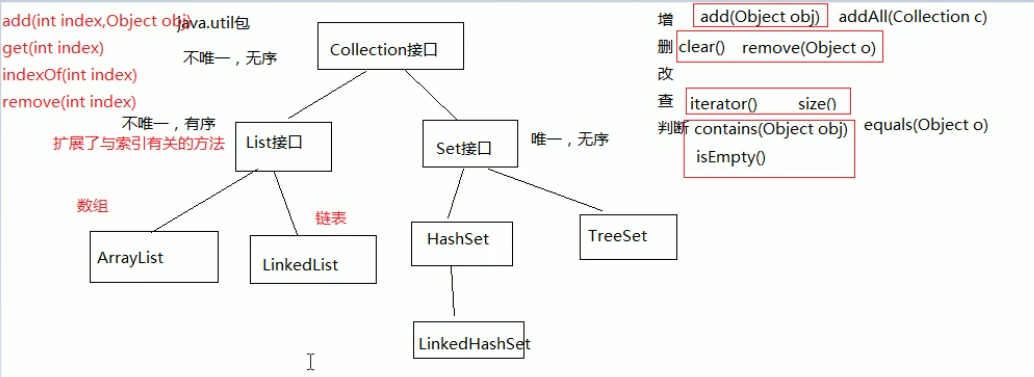 add(int index,Object obj)
get(int index)
indexOf(int index)
remove(int index)
java.util包
不唯一，无序
Collection接口
增 add(Object obj) addAll(Collection c)
删 clear() remove(Object o)
改
查 iterator() size()
判断 contains(Object obj) equals(Object o)
isEmpty()
不唯一，有序
扩展了与索引有关的方法
List接口
Set接口
唯一，无序
数组
链表
ArrayList
LinkedList
HashSet
TreeSet
LinkedHashSet